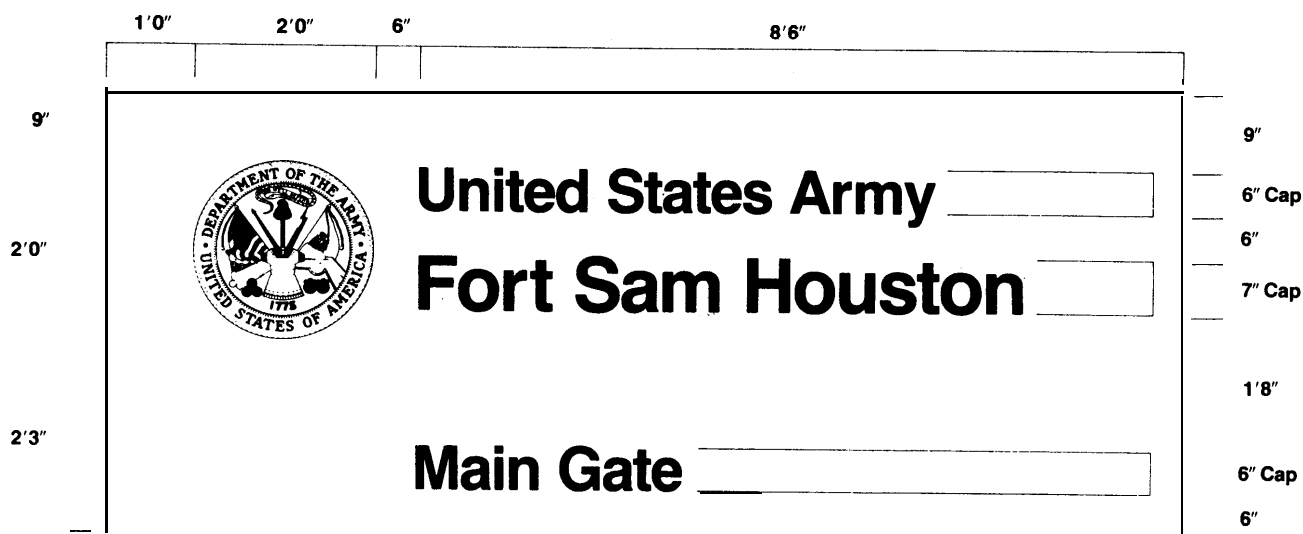 1'0" 2'0" 6" 8'6"
9"
9"
DEPARTMENT OF THE ARMY
United States Army
6" Cap
2'0"
6"
Fort Sam Houston
7" Cap
1775
UNITED STATES OF AMERICA
1'8"
2'3"
Main Gate
6" Cap
6"